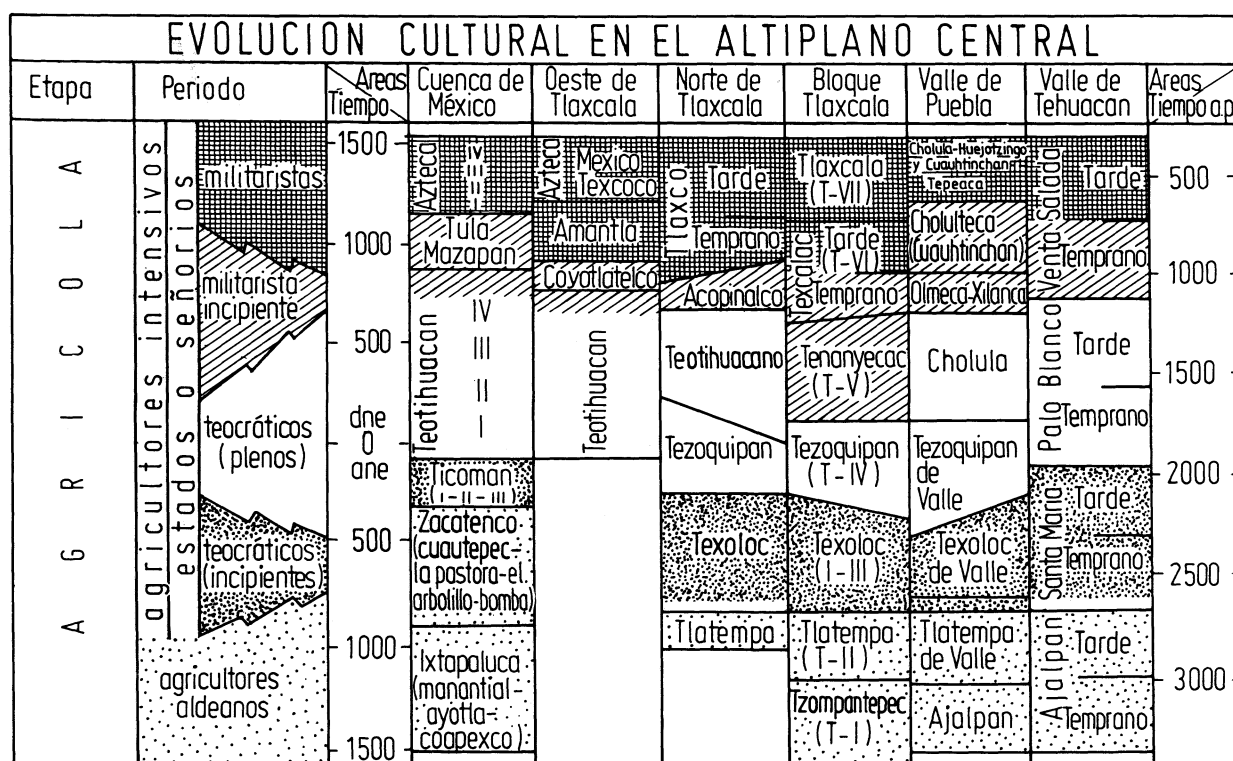 EVOLUCION CULTURAL EN EL ALTIPLANO CENTRAL
Etapa
Periodo
Areas
Tiempo
Cuenca de
México
Oeste de
Tlaxcala
Norte de
Tlaxcala
Bloque
Tlaxcala
Valle de
Puebla
Valle de
Tehuacan
Areas
Tiempo a.p.
AGRICOLA
agricultores intensivos
estados o señoríos
militaristas
militarista
incipiente
teocráticos
(plenos)
teocráticos
(incipientes)
agricultores
aldeanos
1500
1000
500
dne
0
ane
500
1000
1500
Azteca
IV
III
II
I
Tula
Mazapan
Teotihuacan
IV
III
II
I
Ticoman
(I-II-III)
Zacatenco
(cuautepec-
la pastora-el
arbolillo-bomba)
Ixtapaluca
(manantial-
ayotla-
coapexco)
Azteca
Mexico
Texcoco
Amantla
Coyotlatelco
Teotihuacan
Tlaxco
Tarde
Temprano
Acopinalco
Teotihuacano
Tezoquipan
Texoloc
Tlatempa
Tlaxcala
(T-VII)
Texcalac
Tarde
(T-VI)
Temprano
Tenanyecac
(T-V)
Tezoquipan
(T-IV)
Texoloc
(I-III)
Tlatempa
(T-II)
Tzompantepec
(T-I)
Cholula-Huejotzingo
y Cuauhtinchan
Tepeaca
Cholulteca
(Cuauhtinchan)
Olmeca-Xilanca
Cholula
Tezoquipan
de
Valle
Texoloc
de Valle
Tlatempa
de Valle
Ajalpan
Venta Salada
Tarde
Temprano
Palo Blanco
Tarde
Temprano
Santa Maria
Tarde
Temprano
Ajalpan
Tarde
Temprano
500
1000
1500
2000
2500
3000